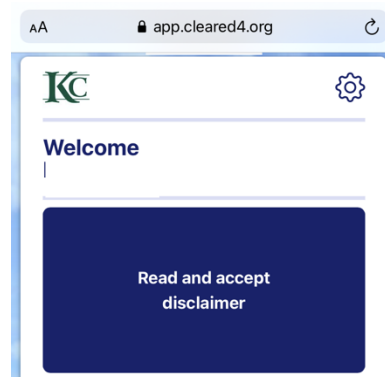 AA app.cleared4.org
KC
Welcome
Read and accept
disclaimer